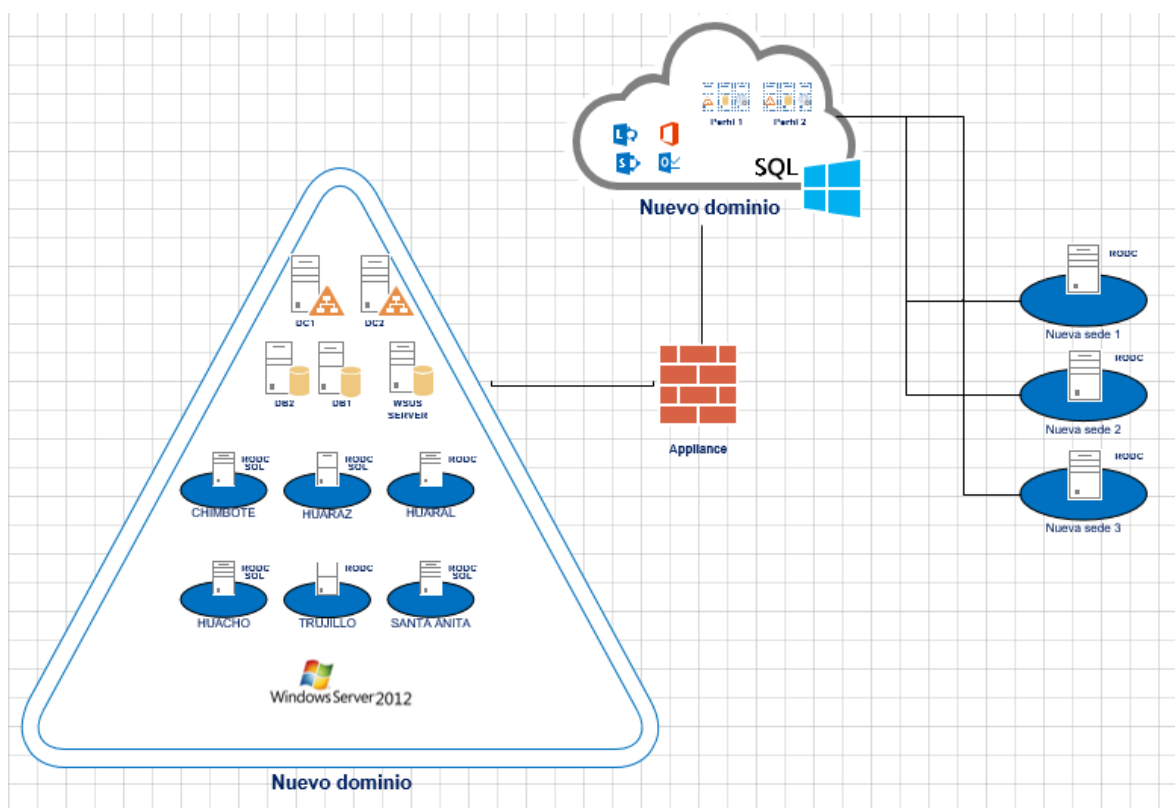 Perfil 1
Perfil 2
SQL
Nuevo dominio
DC1
DC2
DB2
DB1
WSUS
SERVER
Appliance
RODC
Nueva sede 1
RODC
Nueva sede 2
RODC
Nueva sede 3
RODC
SQL
CHIMBOTE
RODC
SQL
HUARAZ
RODC
HUARAL
RODC
SQL
HUACHO
RODC
TRUJILLO
RODC
SQL
SANTA ANITA
Windows Server 2012
Nuevo dominio